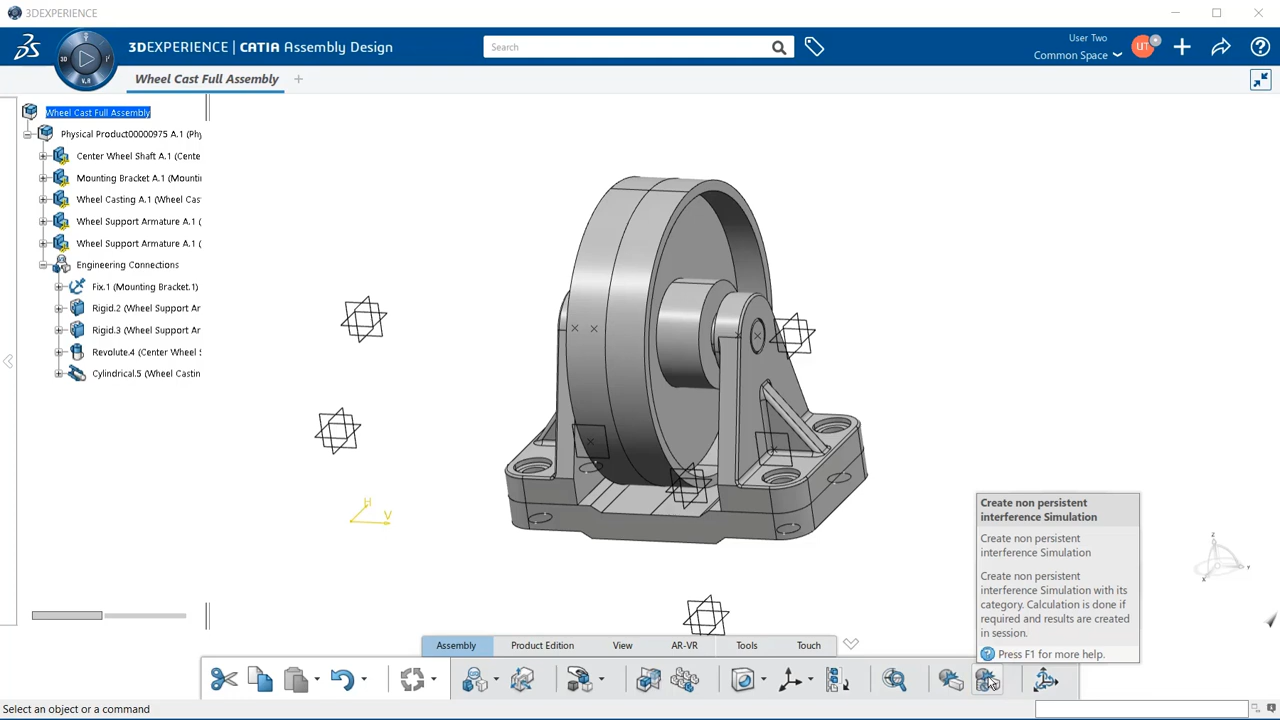 3DEXPERIENCE
3DEXPERIENCE | CATIA Assembly Design
Search
User Two
Common Space
UT
3D
V.R
Wheel Cast Full Assembly
Wheel Cast Full Assembly
Physical Product00000975 A.1 (Phy
Center Wheel Shaft A.1 (Cente
Mounting Bracket A.1 (Mounti
Wheel Casting A.1 (Wheel Cas
Wheel Support Armature A.1 (
Wheel Support Armature A.1 (
Engineering Connections
Fix.1 (Mounting Bracket.1)
Rigid.2 (Wheel Support Ar
Rigid.3 (Wheel Support Ar
Revolute.4 (Center Wheel S
Cylindrical.5 (Wheel Castin
H
V
Create non persistent
interference Simulation
Create non persistent
interference Simulation
Create non persistent
interference Simulation with its
category. Calculation is done if
required and results are created
in session.
Press F1 for more help.
Z
Y
X
Assembly
Product Edition
View
AR-VR
Tools
Touch
Select an object or a command